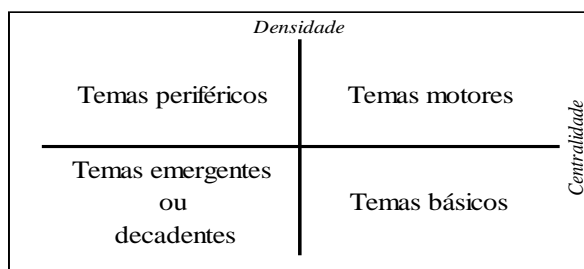 Densidade
Temas periféricos
Temas motores
Centralidade
Temas emergentes
ou
decadentes
Temas básicos